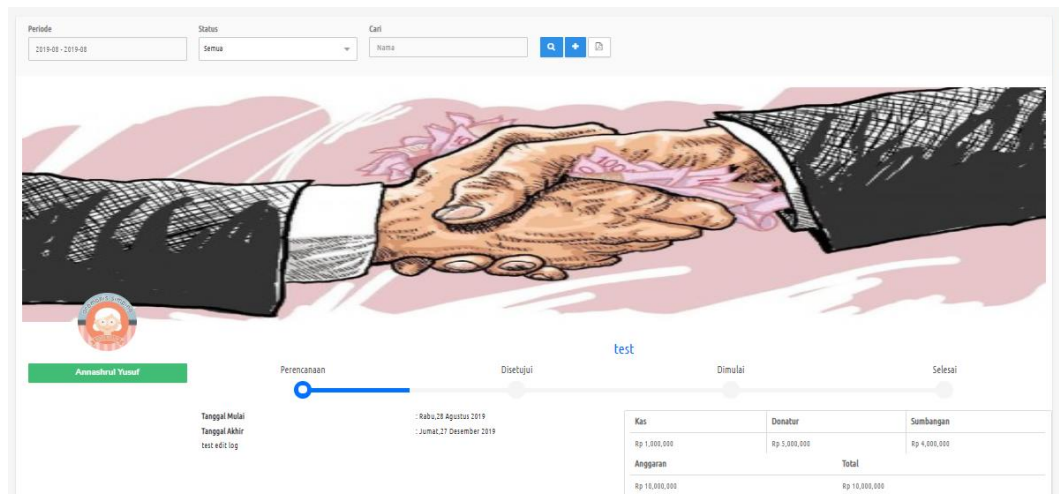 Periode Status Cari
2019-08 - 2019-08 Semua Nama
test
Annashrul Yusuf
Perencanaan Disetujui Dimulai Selesai
Tanggal Mulai : Rabu,28 Agustus 2019
Tanggal Akhir : Jumat,27 Desember 2019
test edit log
Kas Donatur Sumbangan
Rp 1,000,000 Rp 5,000,000 Rp 4,000,000
Anggaran Total
Rp 10,000,000 Rp 10,000,000